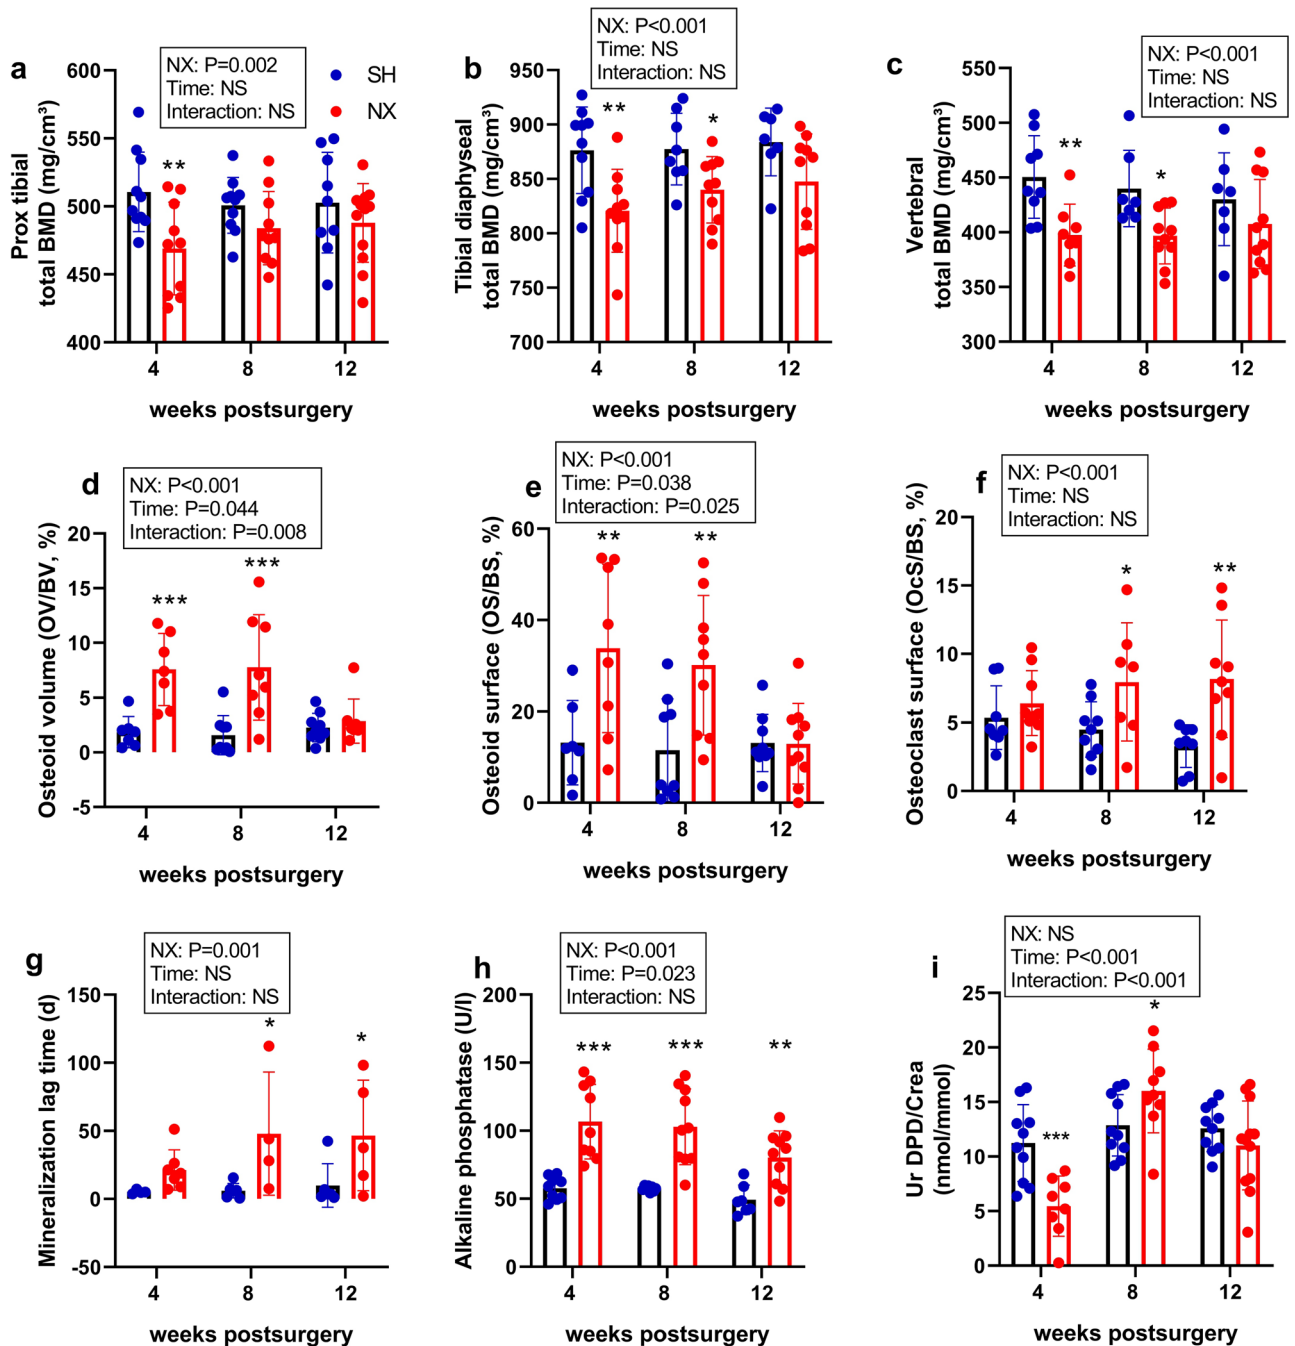 a
NX: P=0.002
Time: NS
Interaction: NS
SH
NX
Prox tibial
total BMD (mg/cm³)
600
550
500
450
400
**
4
8
12
weeks postsurgery
b
NX: P<0.001
Time: NS
Interaction: NS
Tibial diaphyseal
total BMD (mg/cm³)
950
900
850
800
750
700
**
*
4
8
12
weeks postsurgery
c
NX: P<0.001
Time: NS
Interaction: NS
Vertebral
total BMD (mg/cm³)
550
500
450
400
350
300
**
*
4
8
12
weeks postsurgery
d
NX: P<0.001
Time: P=0.044
Interaction: P=0.008
Osteoid volume (OV/BV, %)
20
15
10
5
0
-5
***
***
4
8
12
weeks postsurgery
e
NX: P<0.001
Time: P=0.038
Interaction: P=0.025
Osteoid surface (OS/BS, %)
60
40
20
0
**
**
4
8
12
weeks postsurgery
f
NX: P<0.001
Time: NS
Interaction: NS
Osteoclast surface (OcS/BS, %)
20
15
10
5
0
*
**
4
8
12
weeks postsurgery
g
NX: P=0.001
Time: NS
Interaction: NS
Mineralization lag time (d)
150
100
50
0
-50
*
*
4
8
12
weeks postsurgery
h
NX: P<0.001
Time: P=0.023
Interaction: NS
Alkaline phosphatase (U/l)
200
150
100
50
0
***
***
**
4
8
12
weeks postsurgery
i
NX: NS
Time: P<0.001
Interaction: P<0.001
Ur DPD/Crea
(nmol/mmol)
25
20
15
10
5
0
***
*
4
8
12
weeks postsurgery